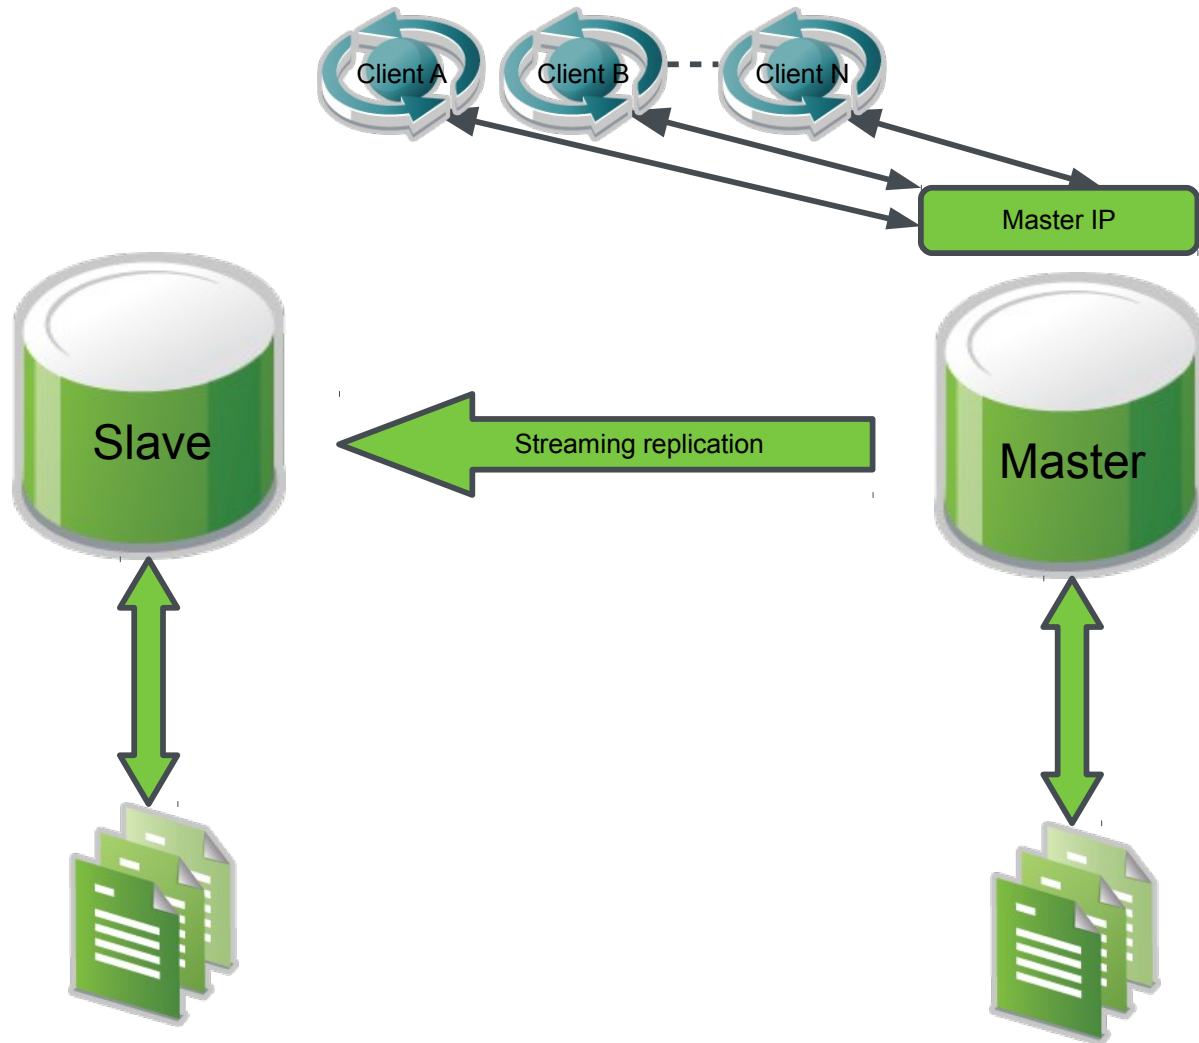 Client A
Client B
Client N
Master IP
Slave
Streaming replication
Master